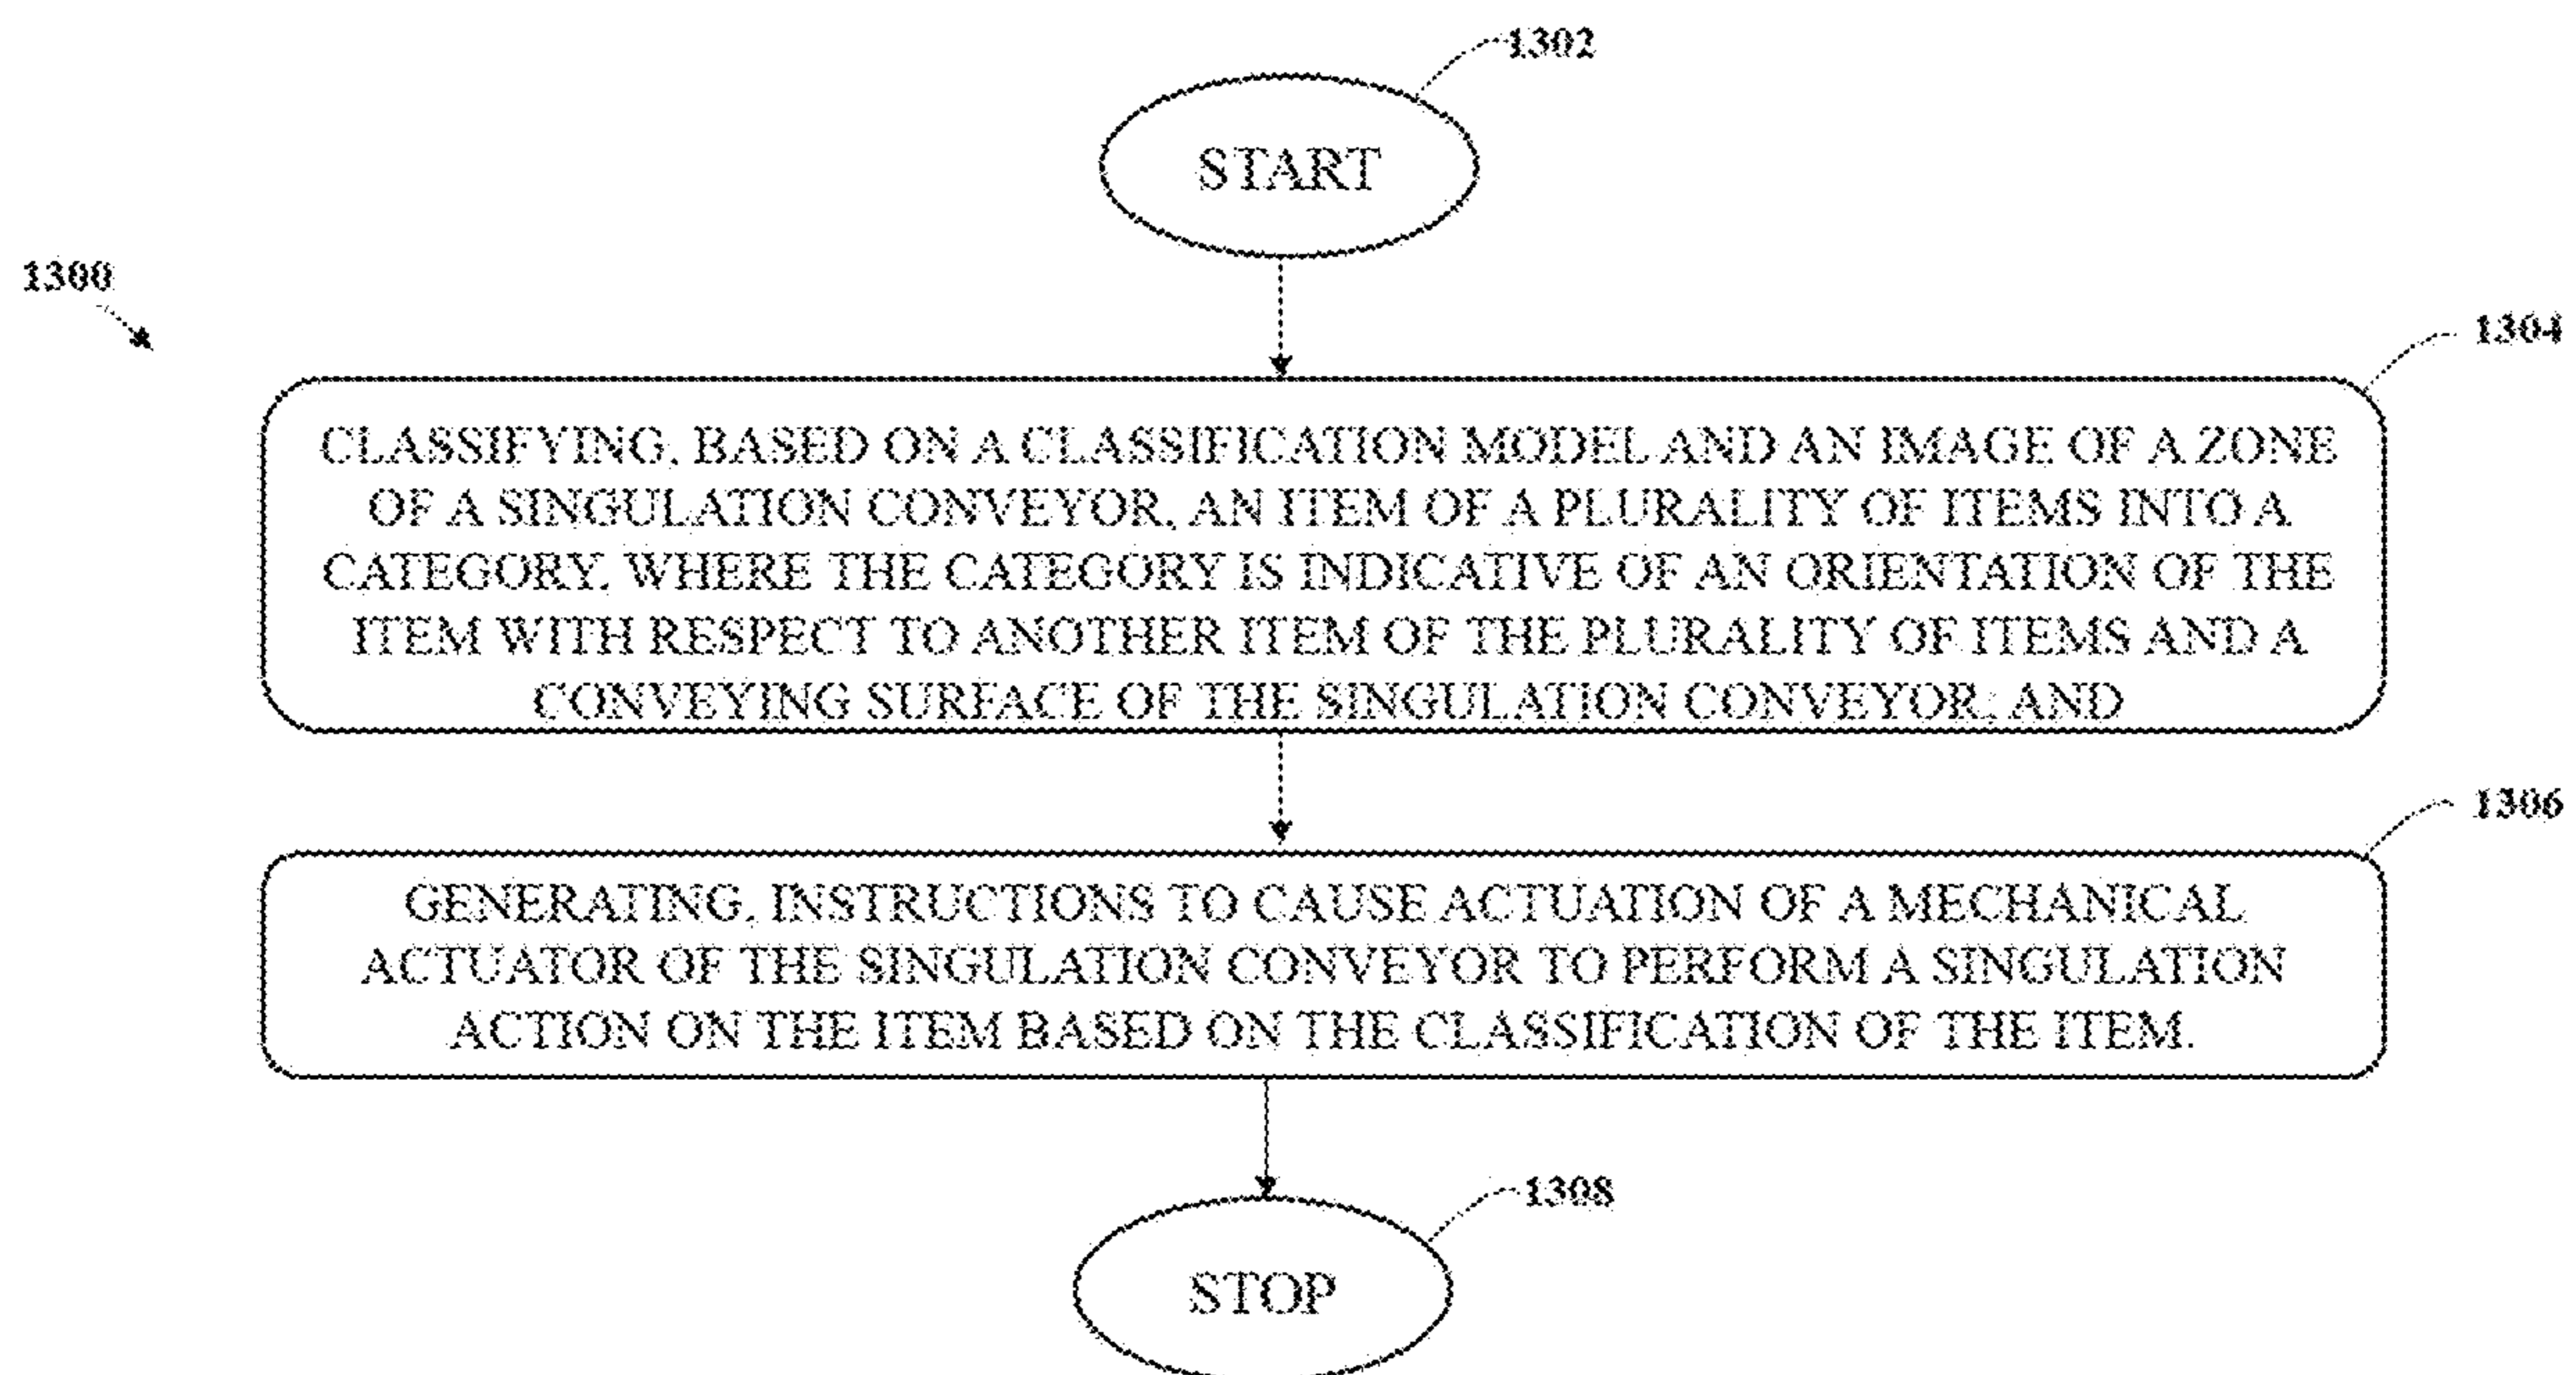 1302
START
1300
1304
CLASSIFYING, BASED ON A CLASSIFICATION MODEL AND AN IMAGE OF A ZONE
OF A SINGULATION CONVEYOR, AN ITEM OF A PLURALITY OF ITEMS INTO A
CATEGORY, WHERE THE CATEGORY IS INDICATIVE OF AN ORIENTATION OF THE
ITEM WITH RESPECT TO ANOTHER ITEM OF THE PLURALITY OF ITEMS AND A
CONVEYING SURFACE OF THE SINGULATION CONVEYOR; AND
1306
GENERATING, INSTRUCTIONS TO CAUSE ACTUATION OF A MECHANICAL
ACTUATOR OF THE SINGULATION CONVEYOR TO PERFORM A SINGULATION
ACTION ON THE ITEM BASED ON THE CLASSIFICATION OF THE ITEM.
1308
STOP